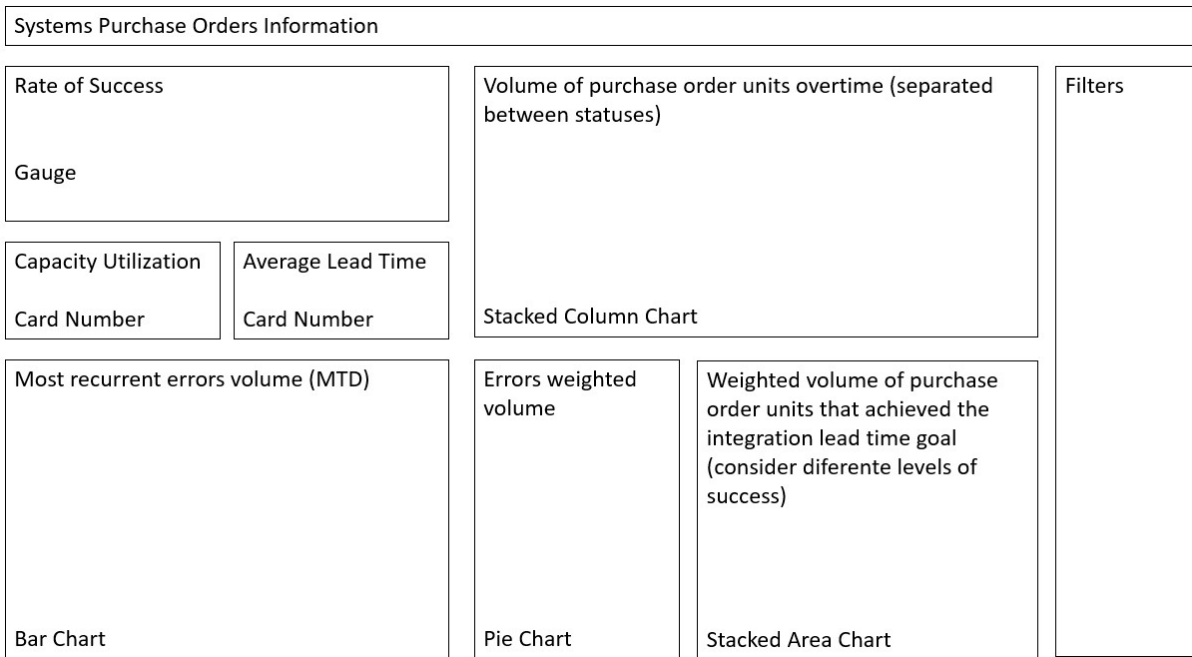 Systems Purchase Orders Information
Rate of Success
Gauge
Capacity Utilization
Card Number
Average Lead Time
Card Number
Most recurrent errors volume (MTD)
Bar Chart
Volume of purchase order units overtime (separated
between statuses)
Stacked Column Chart
Errors weighted
volume
Pie Chart
Weighted volume of purchase
order units that achieved the
integration lead time goal
(consider diferente levels of
success)
Stacked Area Chart
Filters